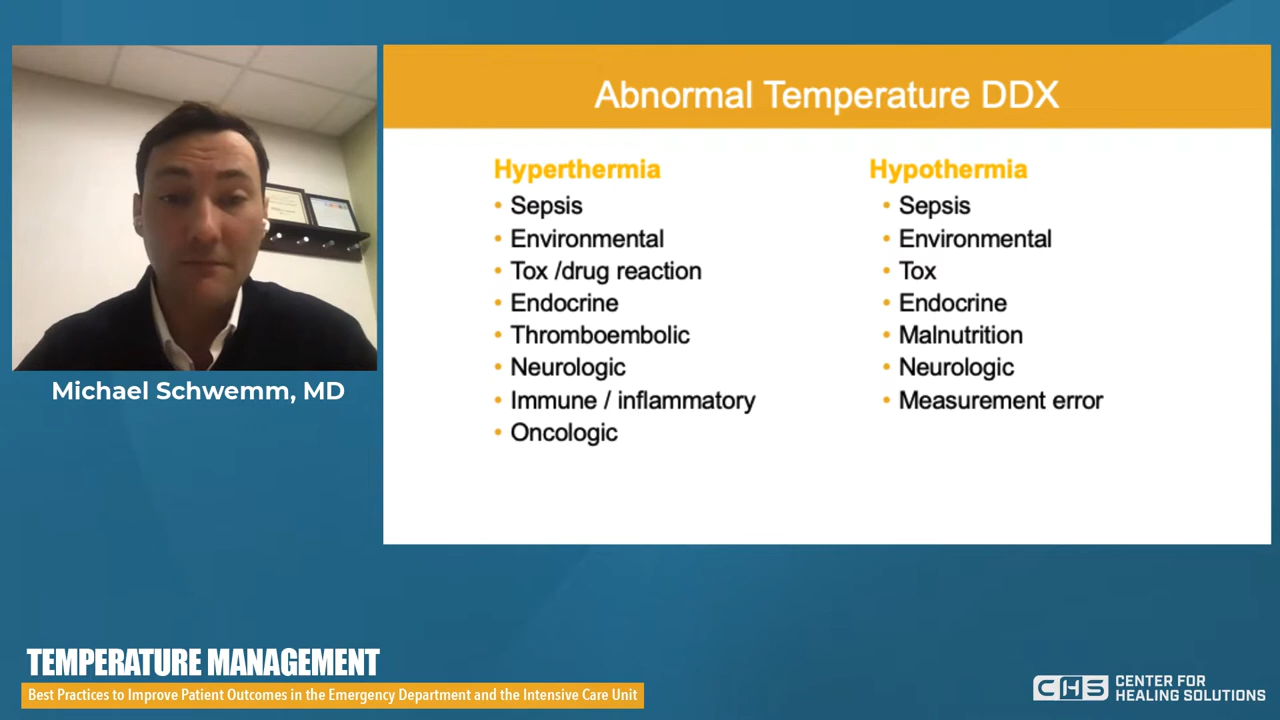 Abnormal Temperature DDX
Hyperthermia
• Sepsis
• Environmental
• Tox /drug reaction
• Endocrine
• Thromboembolic
• Neurologic
• Immune / inflammatory
• Oncologic
Hypothermia
• Sepsis
• Environmental
• Tox
• Endocrine
• Malnutrition
• Neurologic
• Measurement error
Michael Schwemm, MD
TEMPERATURE MANAGEMENT
Best Practices to Improve Patient Outcomes in the Emergency Department and the Intensive Care Unit
CHS
CENTER FOR
HEALING SOLUTIONS